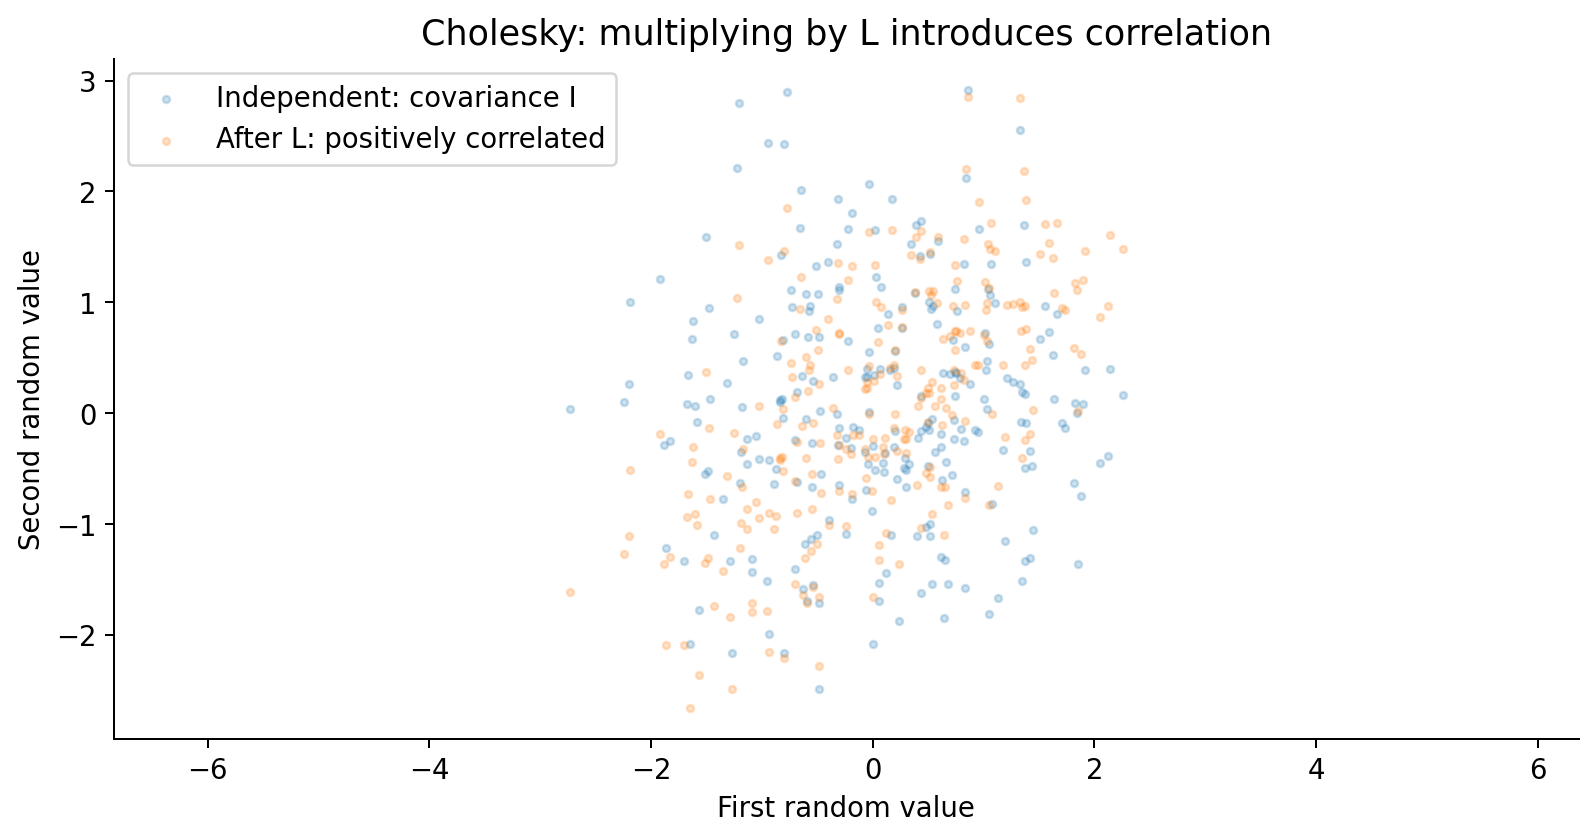 Cholesky: multiplying by L introduces correlation
Independent: covariance I
After L: positively correlated
3
2
1
0
−1
−2
Second random value
−6
−4
−2
0
2
4
6
First random value